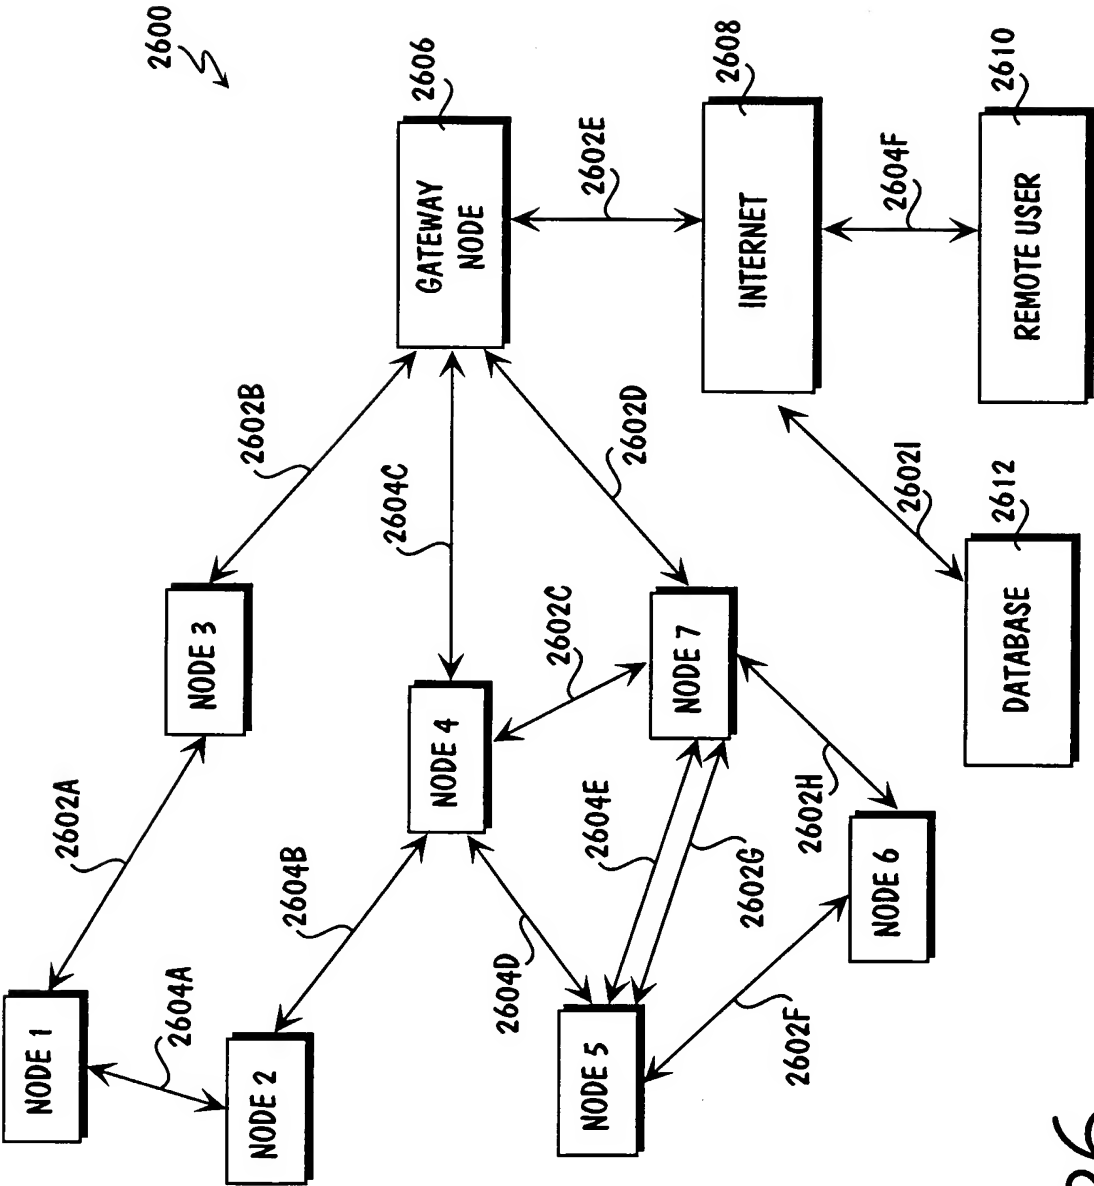 2600
NODE 1
2602A
NODE 3
2602B
GATEWAY
NODE
2606
2604A
NODE 2
2604B
NODE 4
2604C
2602E
2604D
2602C
2602D
INTERNET
2608
NODE 5
2604E
2602G
NODE 7
2604F
2602F
NODE 6
2602H
2602I
REMOTE USER
2610
DATABASE
2612
26